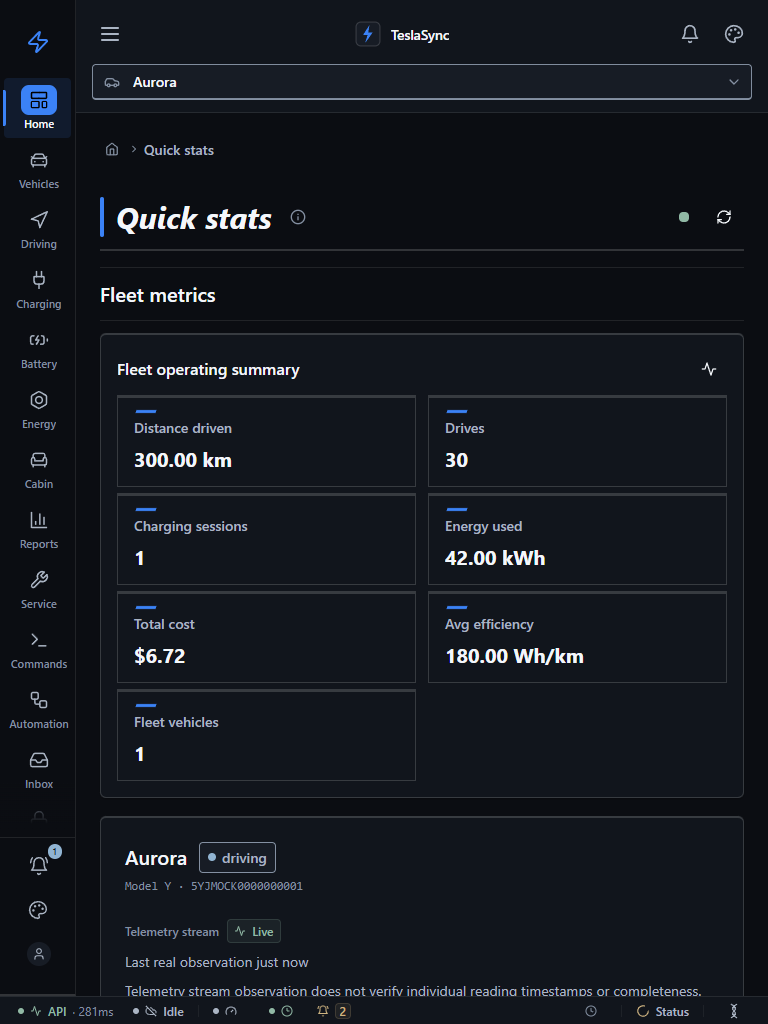 TeslaSync
Aurora
Home
Vehicles
Driving
Charging
Battery
Energy
Cabin
Reports
Service
Commands
Automation
Inbox
1
Quick stats
Quick stats
Fleet metrics
Fleet operating summary
Distance driven
300.00 km
Drives
30
Charging sessions
1
Energy used
42.00 kWh
Total cost
$6.72
Avg efficiency
180.00 Wh/km
Fleet vehicles
1
Aurora driving
Model Y · 5YJMOCK0000000001
Telemetry stream Live
Last real observation just now
Telemetry stream observation does not verify individual reading timestamps or completeness.
API · 281ms Idle 2 Status